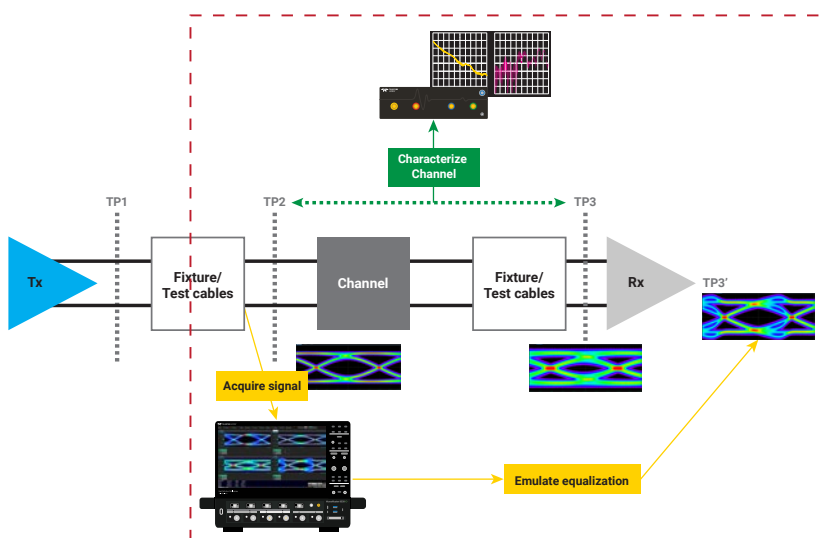 Characterize
Channel
TP1
TP2
TP3
Tx
Fixture/
Test cables
Channel
Fixture/
Test cables
Rx
TP3′
Acquire signal
Emulate equalization